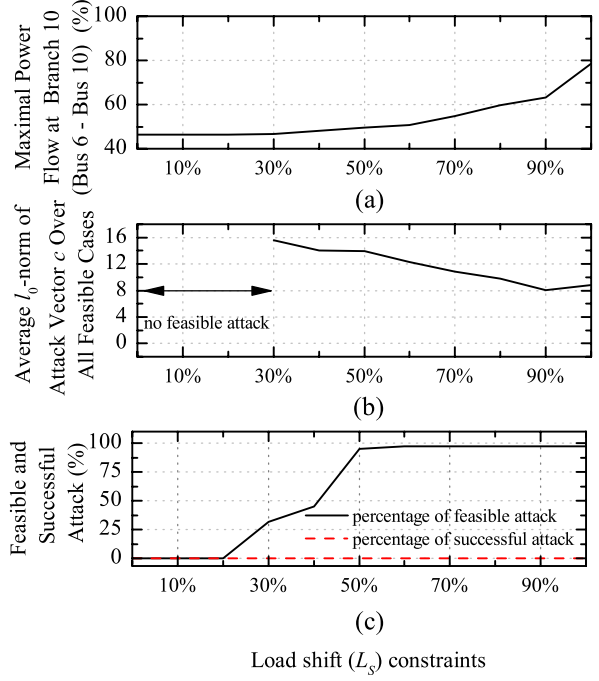 Maximal Power
Flow at Branch 10
(Bus 6 - Bus 10) (%)
100
80
60
40
10%
30%
50%
70%
90%
(a)
Average l0-norm of
Attack Vector c Over
All Feasible Cases
16
12
8
4
0
no feasible attack
10%
30%
50%
70%
90%
(b)
Feasible and
Successful
Attack (%)
100
75
50
25
0
percentage of feasible attack
percentage of successful attack
10%
30%
50%
70%
90%
(c)
Load shift (LS) constraints